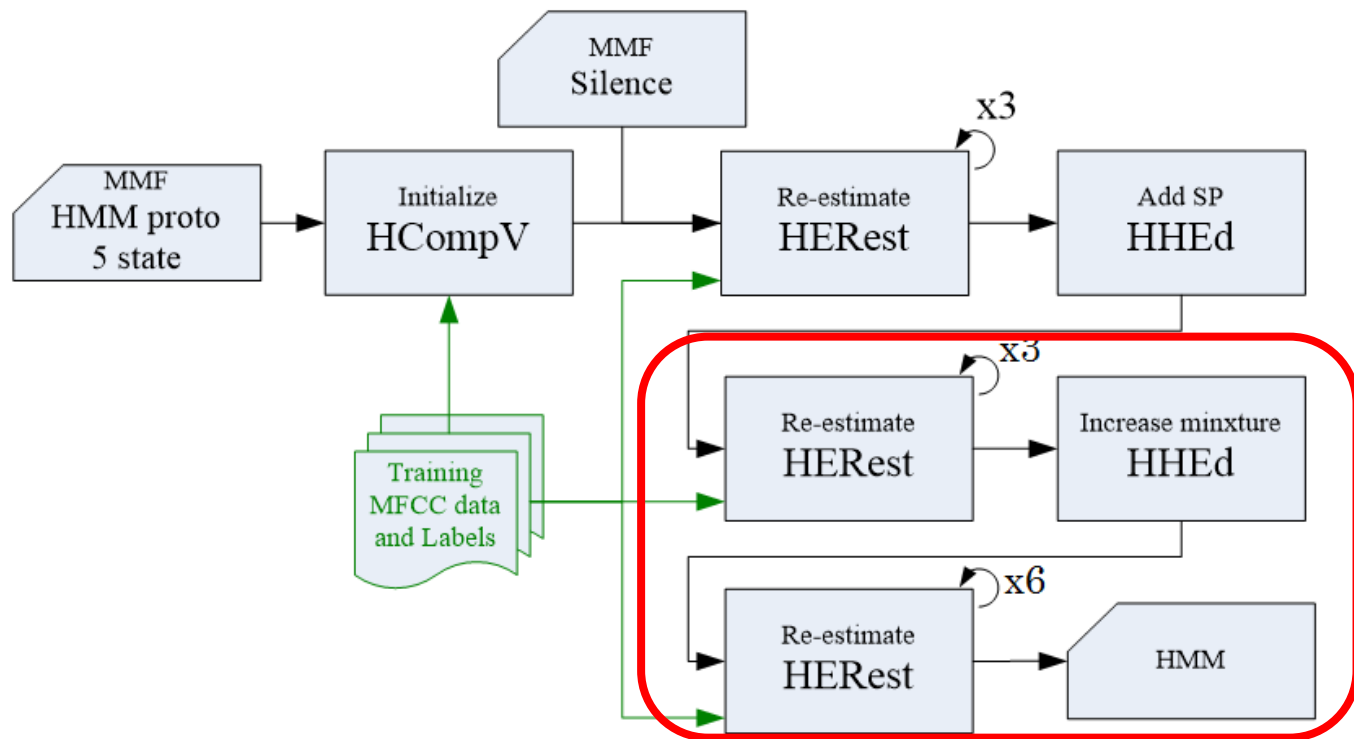 MMF
Silence
x3
MMF
HMM proto
5 state
Initialize
HCompV
Re-estimate
HERest
Add SP
HHEd
x3
Re-estimate
HERest
Increase minxture
HHEd
Training
MFCC data
and Labels
x6
Re-estimate
HERest
HMM